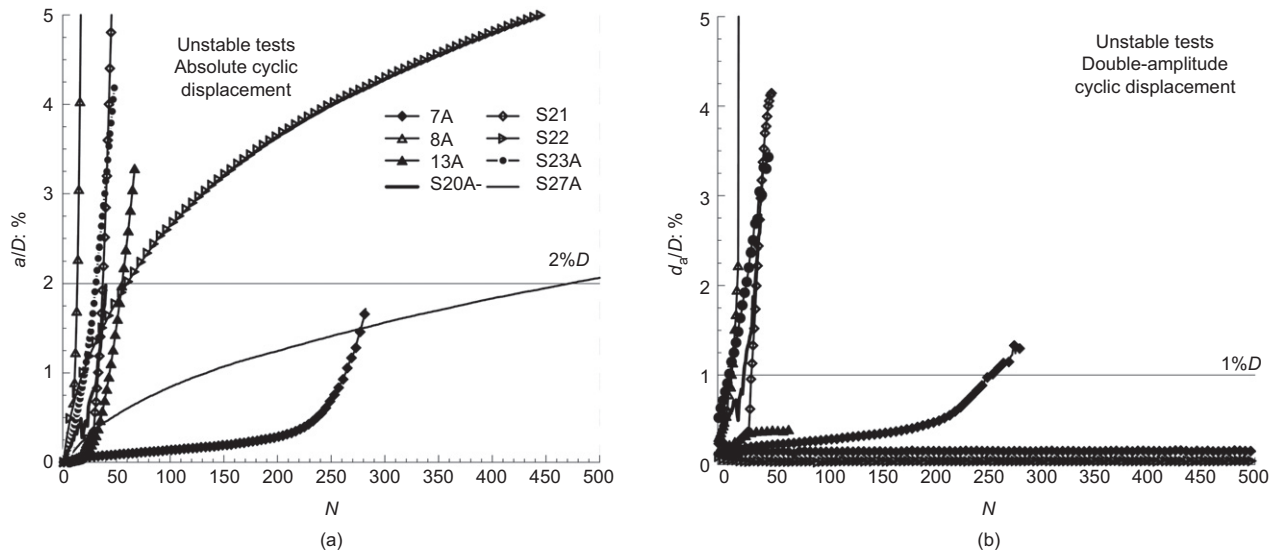 5
4
3
2
1
0
a/D: %
Unstable tests
Absolute cyclic
displacement
7A
8A
13A
S20A-
S21
S22
S23A
S27A
2%D
0 50 100 150 200 250 300 350 400 450 500
N
(a)
5
4
3
2
1
0
dₐ/D: %
Unstable tests
Double-amplitude
cyclic displacement
1%D
0 50 100 150 200 250 300 350 400 450 500
N
(b)